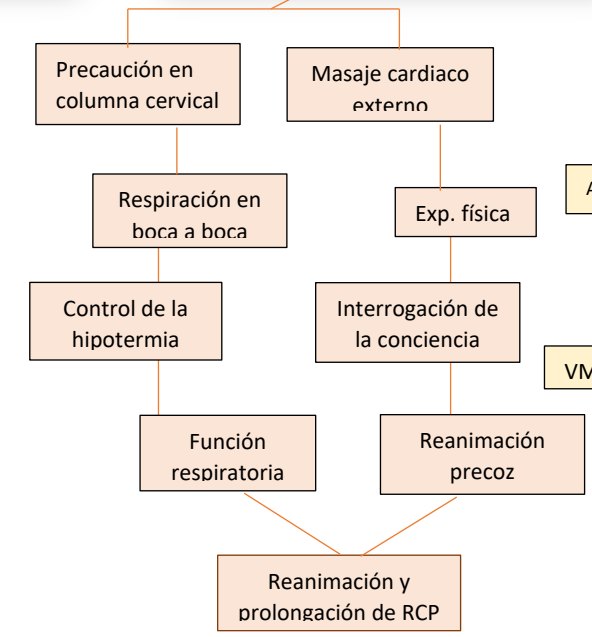 Precaución en
columna cervical
Masaje cardiaco
externo
Respiración en
boca a boca
Exp. física
A
Control de la
hipotermia
Interrogación de
la conciencia
VM
Función
respiratoria
Reanimación
precoz
Reanimación y
prolongación de RCP